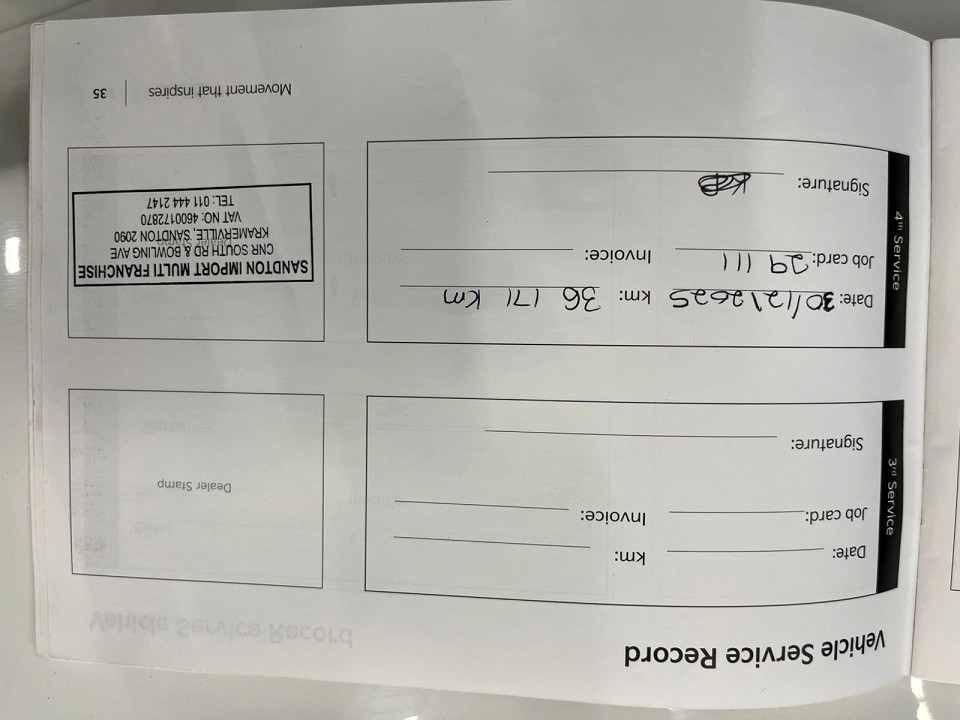 Vehicle Service Record
3rd Service
Date: km:
Job card: Invoice:
Signature:
Dealer Stamp
4th Service
Date: 30/12/2025 km: 36 171 km
Job card: 29 111 Invoice:
Signature:
Dealer Stamp
SANDTON IMPORT MULTI FRANCHISE
CNR SOUTH RD & BOWLING AVE
KRAMERVILLE, SANDTON 2090
VAT NO: 4600172870
TEL: 011 444 2147
Movement that inspires | 35